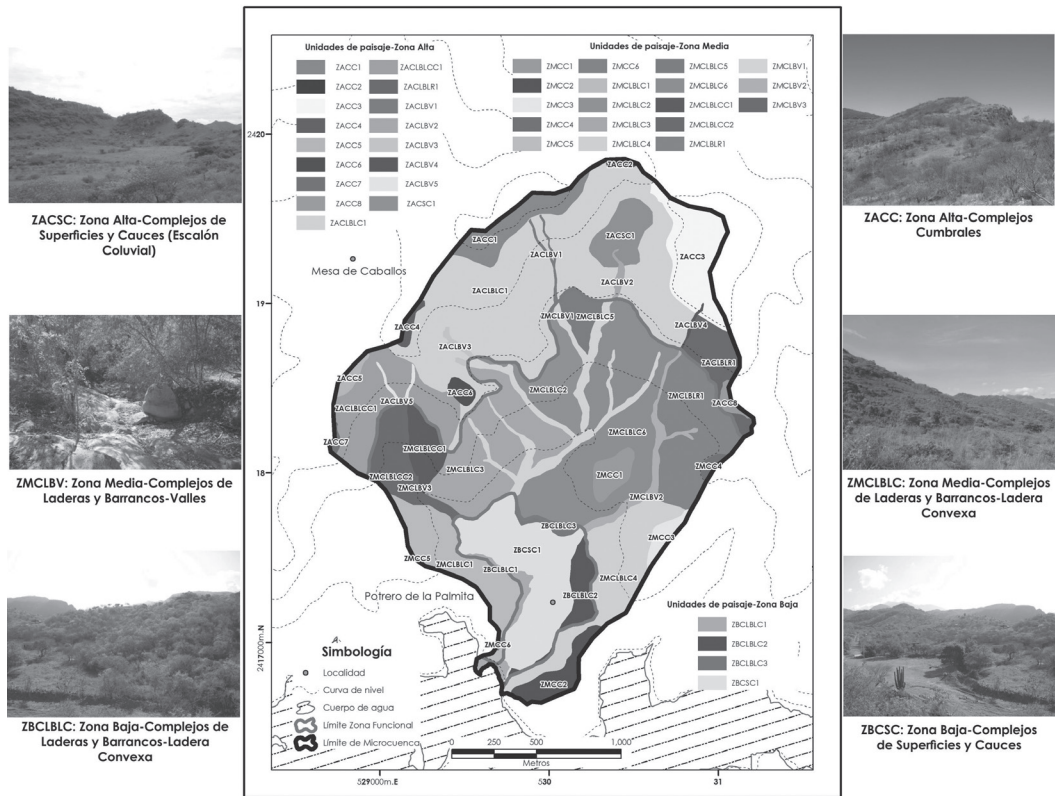 ZACSC: Zona Alta-Complejos de
Superficies y Cauces (Escalón
Coluvial)
ZMCLBV: Zona Media-Complejos de
Laderas y Barrancos-Valles
ZBCLBLC: Zona Baja-Complejos de
Laderas y Barrancos-Ladera
Convexa
Unidades de paisaje-Zona Alta
ZACC1
ZACC2
ZACC3
ZACC4
ZACC5
ZACC6
ZACC7
ZACC8
ZACLBLC1
ZACLBLCC1
ZACLBLR1
ZACLBV1
ZACLBV2
ZACLBV3
ZACLBV4
ZACLBV5
ZACSC1
Unidades de paisaje-Zona Media
ZMCC1
ZMCC2
ZMCC3
ZMCC4
ZMCC5
ZMCC6
ZMCLBLC1
ZMCLBLC2
ZMCLBLC3
ZMCLBLC4
ZMCLBLC5
ZMCLBLC6
ZMCLBLCC1
ZMCLBLCC2
ZMCLBLR1
ZMCLBV1
ZMCLBV2
ZMCLBV3
2420
19
18
2417000m.N
ZACC2
ZACC1
ZACSC1
ZACC3
ZACLBV1
Mesa de Caballos
ZACLBLC1
ZACLBV2
ZMCLBV1
ZMCLBLC5
ZACC4
ZACLBV4
ZACLBV3
ZACLBLR1
ZACC5
ZACC6
ZMCLBLC2
ZMCLBLR1
ZACC8
ZACLBLCC1
ZACLBV5
ZMCLBLC6
ZACC7
ZMCLBLCC1
ZMCLBLC3
ZMCC4
ZMCLBLCC2
ZMCC1
ZMCLBV3
ZMCLBV2
ZBCLBLC3
ZMCC3
ZBCSC1
ZMCC5
ZMCLBLC1
ZBCLBLC1
ZMCLBLC4
ZBCLBLC2
Potrero de la Palmita
ZMCC6
ZMCC2
Unidades de paisaje-Zona Baja
ZBCLBLC1
ZBCLBLC2
ZBCLBLC3
ZBCSC1
Simbología
Localidad
Curva de nivel
Cuerpo de agua
Límite Zona Funcional
Límite de Microcuenca
0 250 500 1,000
Metros
529000m.E 530 31
ZACC: Zona Alta-Complejos
Cumbrales
ZMCLBLC: Zona Media-Complejos
de Laderas y Barrancos-Ladera
Convexa
ZBCSC: Zona Baja-Complejos
de Superficies y Cauces